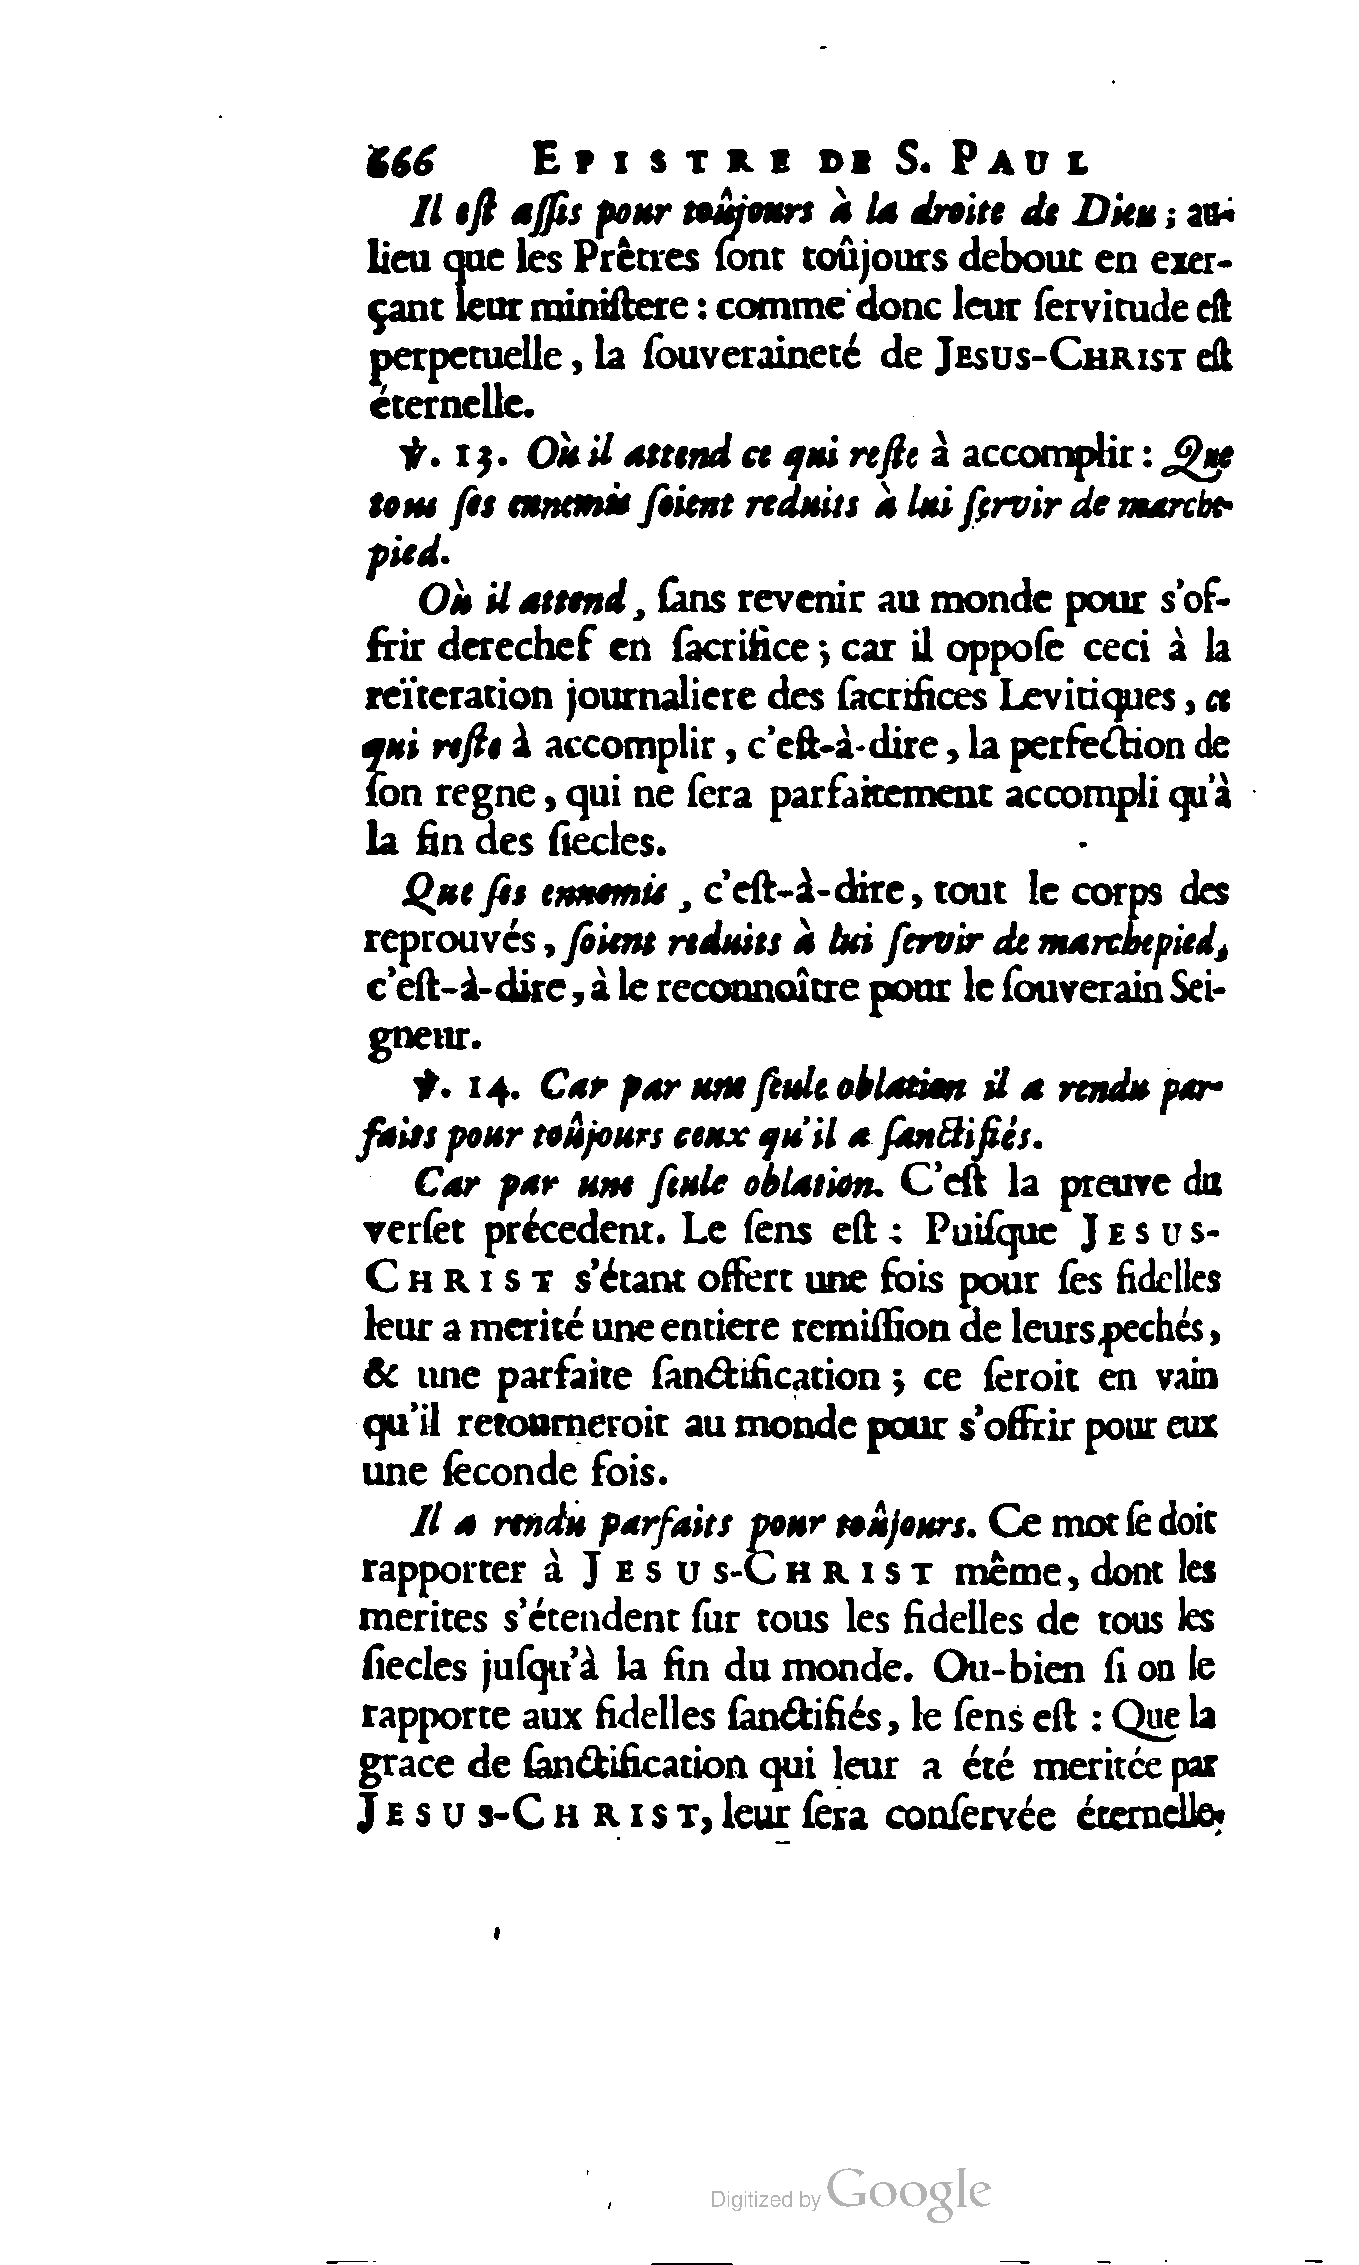 666 EPISTRE DE S. PAUL
Il eſt aſſis pour toûjours à la droite de Dieu ; au-
lieu que les Prêtres ſont toûjours debout en exer-
çant leur miniſtere : comme donc leur ſervitude eſt
perpetuelle, la ſouveraineté de JESUS-CHRIST eſt
éternelle.
℣. 13. Où il attend ce qui reſte à accomplir : Que
tous ſes ennemis ſoient reduits à lui ſervir de marche-
pied.
Où il attend, ſans revenir au monde pour s'of-
frir derechef en ſacrifice ; car il oppoſe ceci à la
reïteration journaliere des ſacrifices Levitiques, ce
qui reſte à accomplir, c'eſt-à-dire, la perfection de
ſon regne, qui ne ſera parfaitement accompli qu'à
la fin des ſiecles.
Que ſes ennemis, c'eſt-à-dire, tout le corps des
reprouvés, ſoient reduits à lui ſervir de marchepied,
c'eſt-à-dire, à le reconnoître pour le ſouverain Sei-
gneur.
℣. 14. Car par une ſeule oblation il a rendu par-
faits pour toûjours ceux qu'il a ſanctifiés.
Car par une ſeule oblation. C'eſt la preuve du
verſet précedent. Le ſens eſt : Puiſque JESUS-
CHRIST s'étant offert une fois pour ſes fidelles
leur a merité une entiere remiſſion de leurs pechés,
& une parfaite ſanctification ; ce ſeroit en vain
qu'il retourneroit au monde pour s'offrir pour eux
une ſeconde fois.
Il a rendu parfaits pour toûjours. Ce mot ſe doit
rapporter à JESUS-CHRIST même, dont les
merites s'étendent ſur tous les fidelles de tous les
ſiecles juſqu'à la fin du monde. Ou-bien ſi on le
rapporte aux fidelles ſanctifiés, le ſens eſt : Que la
grace de ſanctification qui leur a été meritée par
JESUS-CHRIST, leur ſera conſervée éternelle-
Digitized by Google